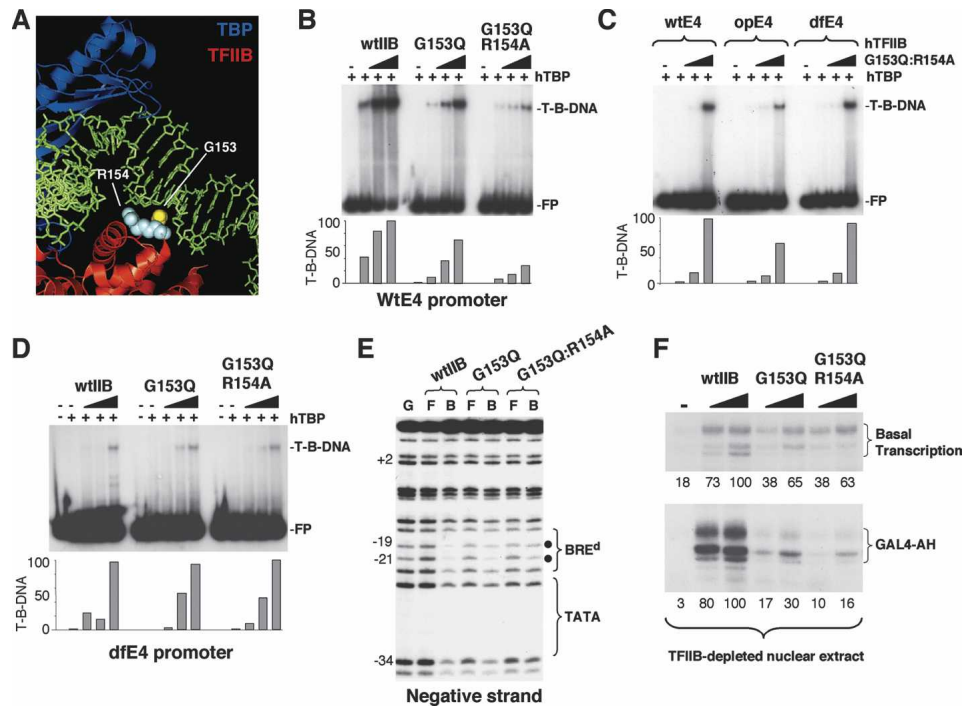 A
TBP
TFIIB
G153
R154
B
wtIIB G153Q G153Q R154A
- - -
+ + + + + + + + + + + + hTBP
-T-B-DNA
-FP
T-B-DNA
100
50
0
WtE4 promoter
C
wtE4 opE4 dfE4
hTFIIB
- - - G153Q:R154A
+ + + + + + + + + + + + hTBP
-T-B-DNA
-FP
T-B-DNA
100
50
0
D
wtIIB G153Q G153Q R154A
hTBP
-T-B-DNA
-FP
T-B-DNA
100
50
0
dfE4 promoter
E
wtIIB G153Q G153Q:R154A
G F B F B F B
+2
-19
-21
-34
BREd
TATA
Negative strand
F
wtIIB G153Q G153Q R154A
-
Basal Transcription
18 73 100 38 65 38 63
GAL4-AH
3 80 100 17 30 10 16
TFIIB-depleted nuclear extract